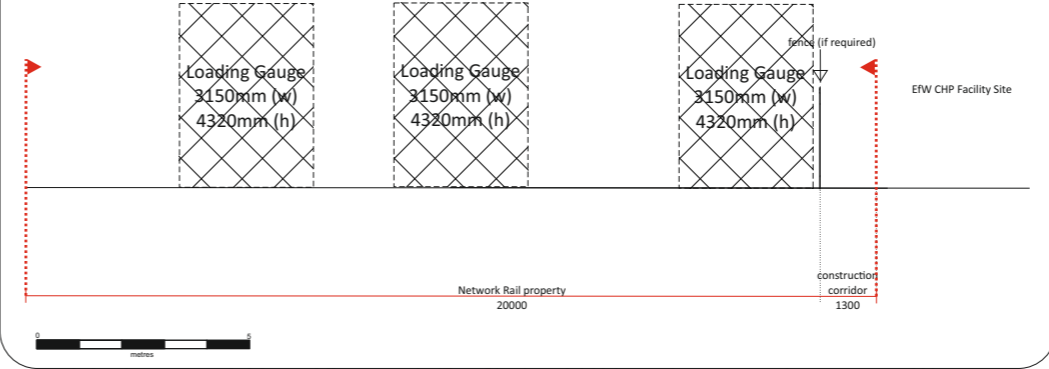 fence (if required)
Loading Gauge
3150mm (w)
4320mm (h)
Loading Gauge
3150mm (w)
4320mm (h)
Loading Gauge
3150mm (w)
4320mm (h)
EfW CHP Facility Site
construction
corridor
1300
Network Rail property
20000
0
5
metres